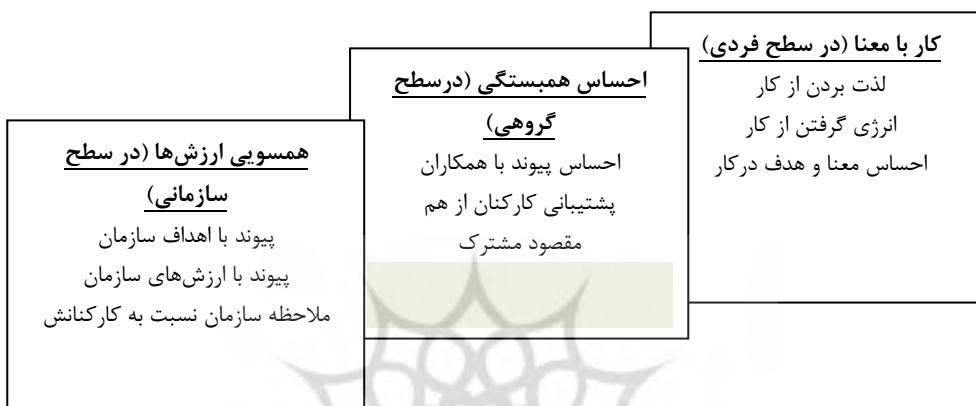 کار با معنا (در سطح فردی)
لذت بردن از کار
انرژی گرفتن از کار
احساس معنا و هدف درکار
احساس همبستگی (درسطح
گروهی)
احساس پیوند با همکاران
پشتیبانی کارکنان از هم
مقصود مشترک
همسویی ارزش‌ها (در سطح
سازمانی)
پیوند با اهداف سازمان
پیوند با ارزش‌های سازمان
ملاحظه سازمان نسبت به کارکنانش